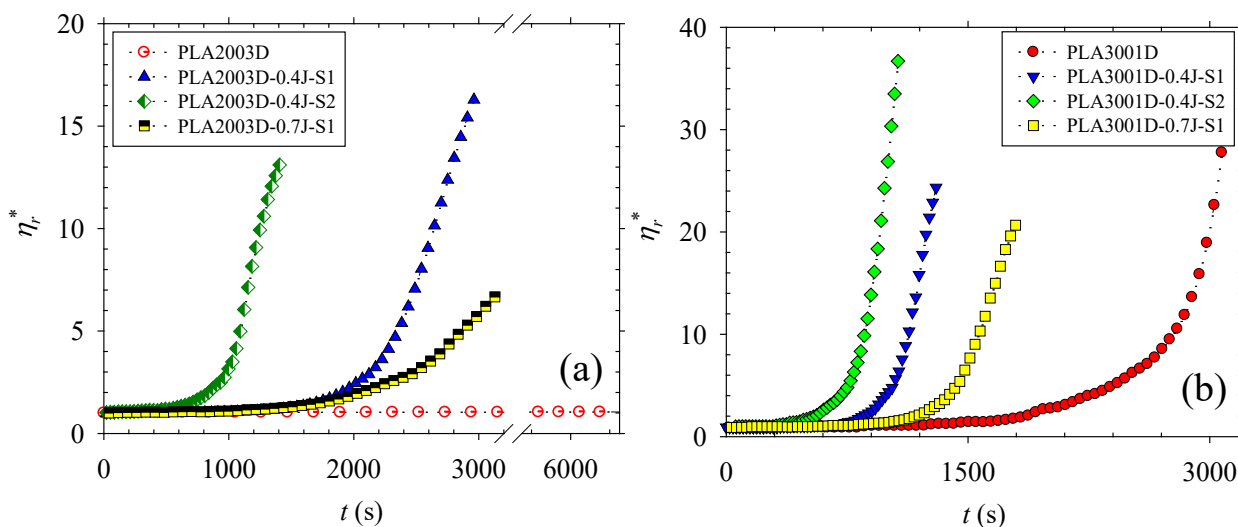 20
15
10
5
0
PLA2003D
PLA2003D-0.4J-S1
PLA2003D-0.4J-S2
PLA2003D-0.7J-S1
ηr*
(a)
0 1000 2000 3000 6000
t (s)
40
30
20
10
0
PLA3001D
PLA3001D-0.4J-S1
PLA3001D-0.4J-S2
PLA3001D-0.7J-S1
ηr*
(b)
0 1500 3000
t (s)